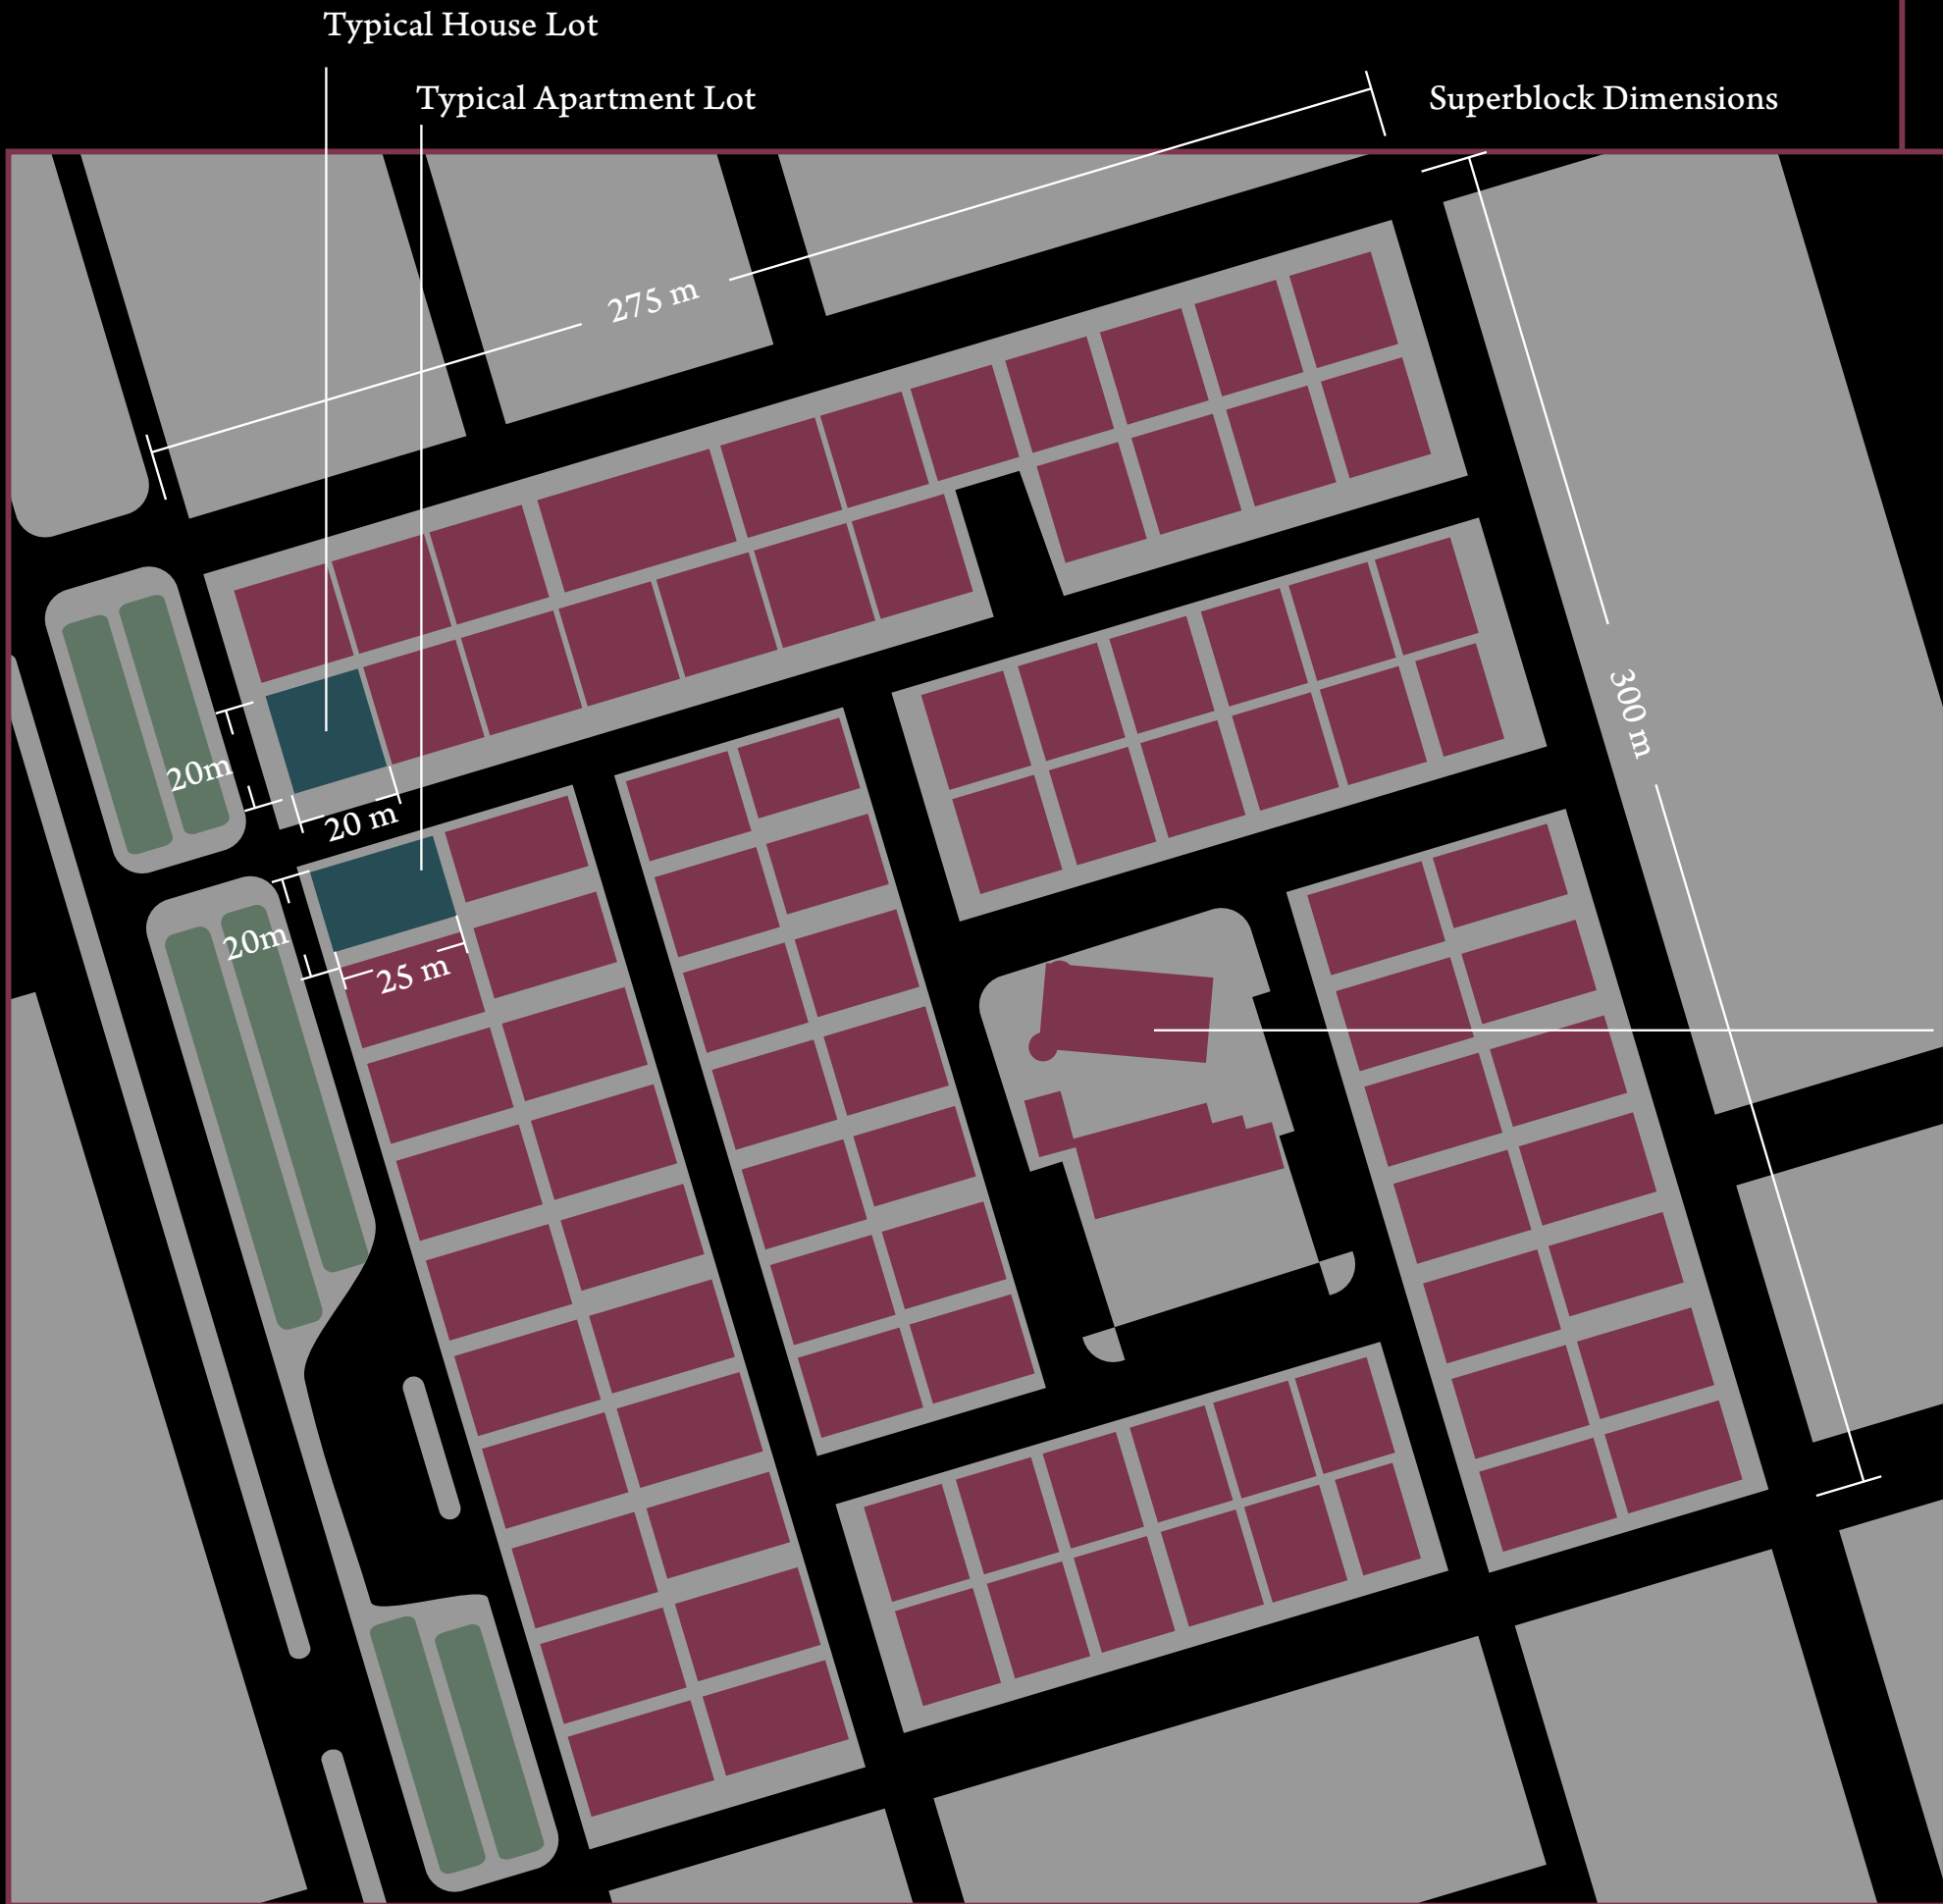 Typical House Lot
Typical Apartment Lot
Superblock Dimensions
275 m
300 m
20m
20 m
20m
25 m